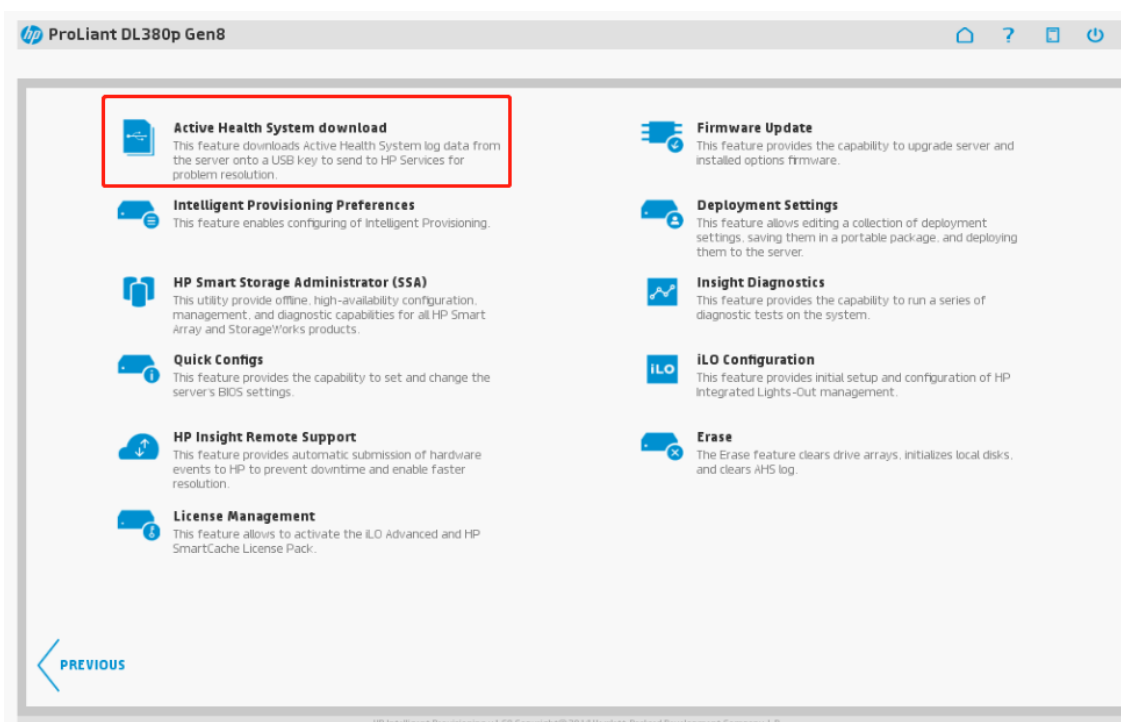 hp ProLiant DL380p Gen8
?
Active Health System download
This feature downloads Active Health System log data from
the server onto a USB key to send to HP Services for
problem resolution.
Intelligent Provisioning Preferences
This feature enables configuring of Intelligent Provisioning.
HP Smart Storage Administrator (SSA)
This utility provide offline, high-availability configuration,
management, and diagnostic capabilities for all HP Smart
Array and StorageWorks products.
Quick Configs
This feature provides the capability to set and change the
server's BIOS settings.
HP Insight Remote Support
This feature provides automatic submission of hardware
events to HP to prevent downtime and enable faster
resolution.
License Management
This feature allows to activate the iLO Advanced and HP
SmartCache License Pack.
Firmware Update
This feature provides the capability to upgrade server and
installed options firmware.
Deployment Settings
This feature allows editing a collection of deployment
settings, saving them in a portable package, and deploying
them to the server.
Insight Diagnostics
This feature provides the capability to run a series of
diagnostic tests on the system.
iLO
iLO Configuration
This feature provides initial setup and configuration of HP
Integrated Lights-Out management.
Erase
The Erase feature clears drive arrays, initializes local disks,
and clears AHS log.
PREVIOUS